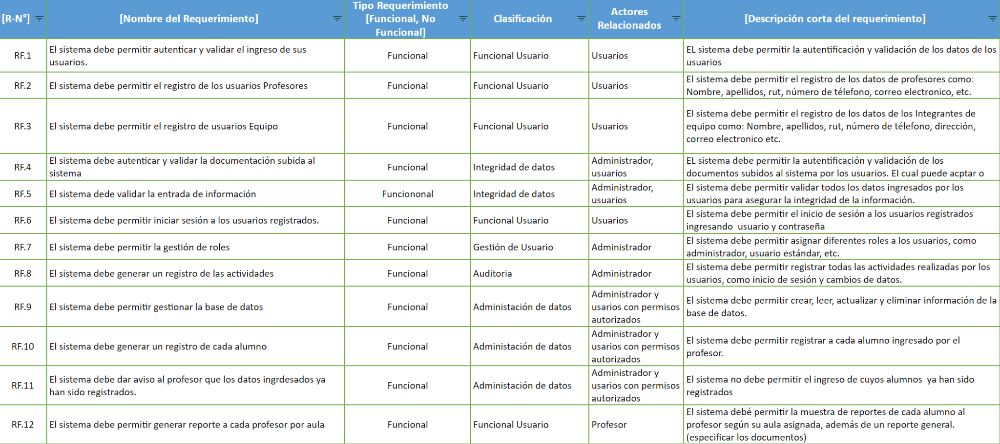 [R-N°]
[Nombre del Requerimiento]
Tipo Requerimiento
[Funcional, No
Funcional]
Clasificación
Actores
Relacionados
[Descripción corta del requerimiento]
RF.1
El sistema debe permitir autenticar y validar el ingreso de sus
usuarios.
Funcional
Funcional Usuario
Usuarios
EL sistema debe permitir la autentificación y validación de los datos de los
usuarios
RF.2
El sistema debe permitir el registro de los usuarios Profesores
Funcional
Funcional Usuario
Usuarios
El sistema debe permitir el registro de los datos de profesores como:
Nombre, apellidos, rut, número de télefono, correo electronico, etc.
RF.3
El sistema debe permitir el registro de usuarios Equipo
Funcional
Funcional Usuario
Usuarios
El sistema debe permitir el registro de los datos de los Integrantes de
equipo como: Nombre, apellidos, rut, número de télefono, dirección,
correo electronico etc.
RF.4
El sistema debe autenticar y validar la documentación subida al
sistema
Funcional
Integridad de datos
Administrador,
usuarios
EL sistema debe permitir la autentificación y validación de los
documentos subidos al sistema por los usuarios. El cual puede acptar o
RF.5
El sistema dede validar la entrada de información
Funciononal
Integridad de datos
Administrador,
usuarios
El sistema debe permitir validar todos los datos ingresados por los
usuarios para asegurar la integridad de la información.
RF.6
El sistema debe permitir iniciar sesión a los usuarios registrados.
Funcional
Funcional Usuario
Usuarios
El sistema debe permitir el inicio de sesión a los usuarios registrados
ingresando  usuario y contraseña
RF.7
El sistema debe permitir la gestión de roles
Funcional
Gestión de Usuario
Administrador
El sistema debe permitir asignar diferentes roles a los usuarios, como
administrador, usuario estándar, etc.
RF.8
El sistema debe generar un registro de las actividades
Funcional
Auditoria
Administrador
El sistema debe permitir registrar todas las actividades realizadas por los
usuarios, como inicio de sesión y cambios de datos.
RF.9
El sistema debe permitir gestionar la base de datos
Funcional
Administación de datos
Administrador y
usarios con permisos
autorizados
El sistema debe permitir crear, leer, actualizar y eliminar información de la
base de datos.
RF.10
El sistema debe generar un registro de cada alumno
Funcional
Administación de datos
Administrador y
usarios con permisos
autorizados
El sistema debe permitir registrar a cada alumno ingresado por el
profesor.
RF.11
El sistema debe dar aviso al profesor que los datos ingrdesados ya
han sido registrados.
Funcional
Administación de datos
Administrador y
usarios con permisos
autorizados
El sistema no debe permitir el ingreso de cuyos alumnos  ya han sido
registrados
RF.12
El sistema debe permitir generar reporte a cada profesor por aula
Funcional
Funcional Usuario
Profesor
El sistema debé permitir la muestra de reportes de cada alumno al
profesor según su aula asignada, además de un reporte general.
(especificar los documentos)